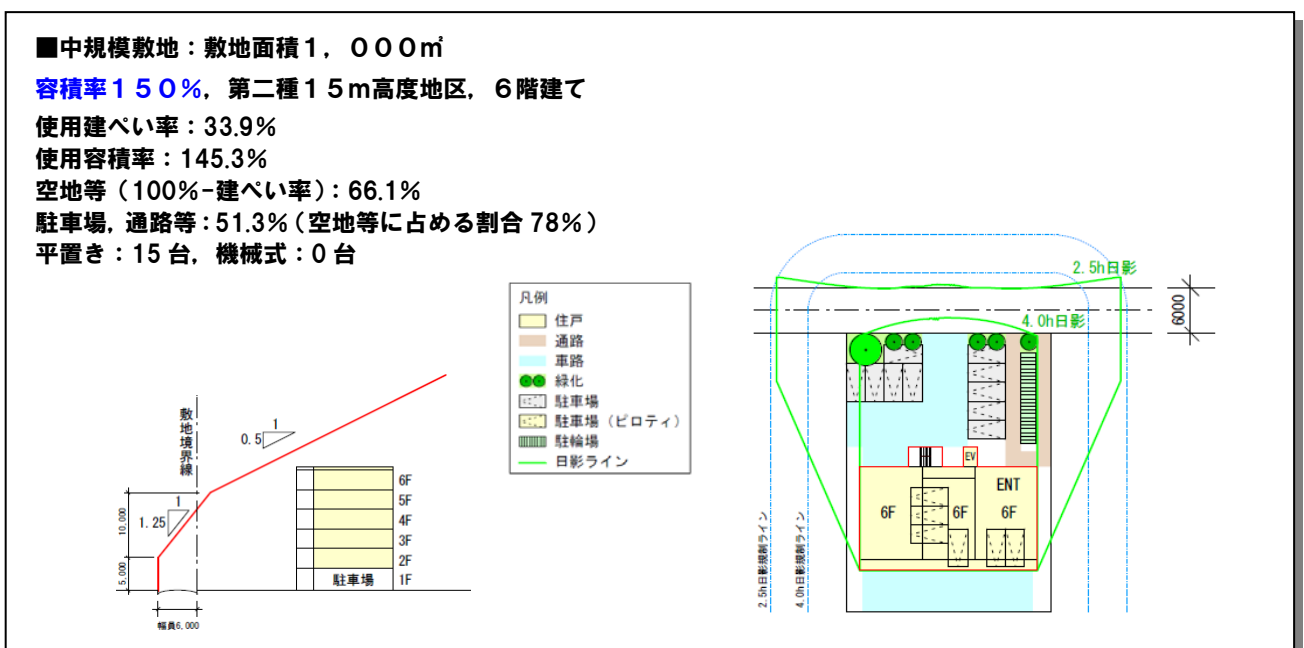 ■中規模敷地：敷地面積１，０００㎡
容積率１５０％，第二種１５ｍ高度地区，６階建て
使用建ぺい率：33.9％
使用容積率：145.3％
空地等（100％-建ぺい率）：66.1％
駐車場，通路等：51.3％（空地等に占める割合 78％）
平置き：15 台，機械式：0 台
敷地境界線
1
0.5
1
1.25
10,000
5,000
幅員6,000
6F
5F
4F
3F
2F
駐車場 1F
凡例
住戸
通路
車路
緑化
駐車場
駐車場（ピロティ）
駐輪場
日影ライン
2.5h日影
4.0h日影
6000
EV
ENT
6F
6F
6F
2.5h日影規制ライン
4.0h日影規制ライン